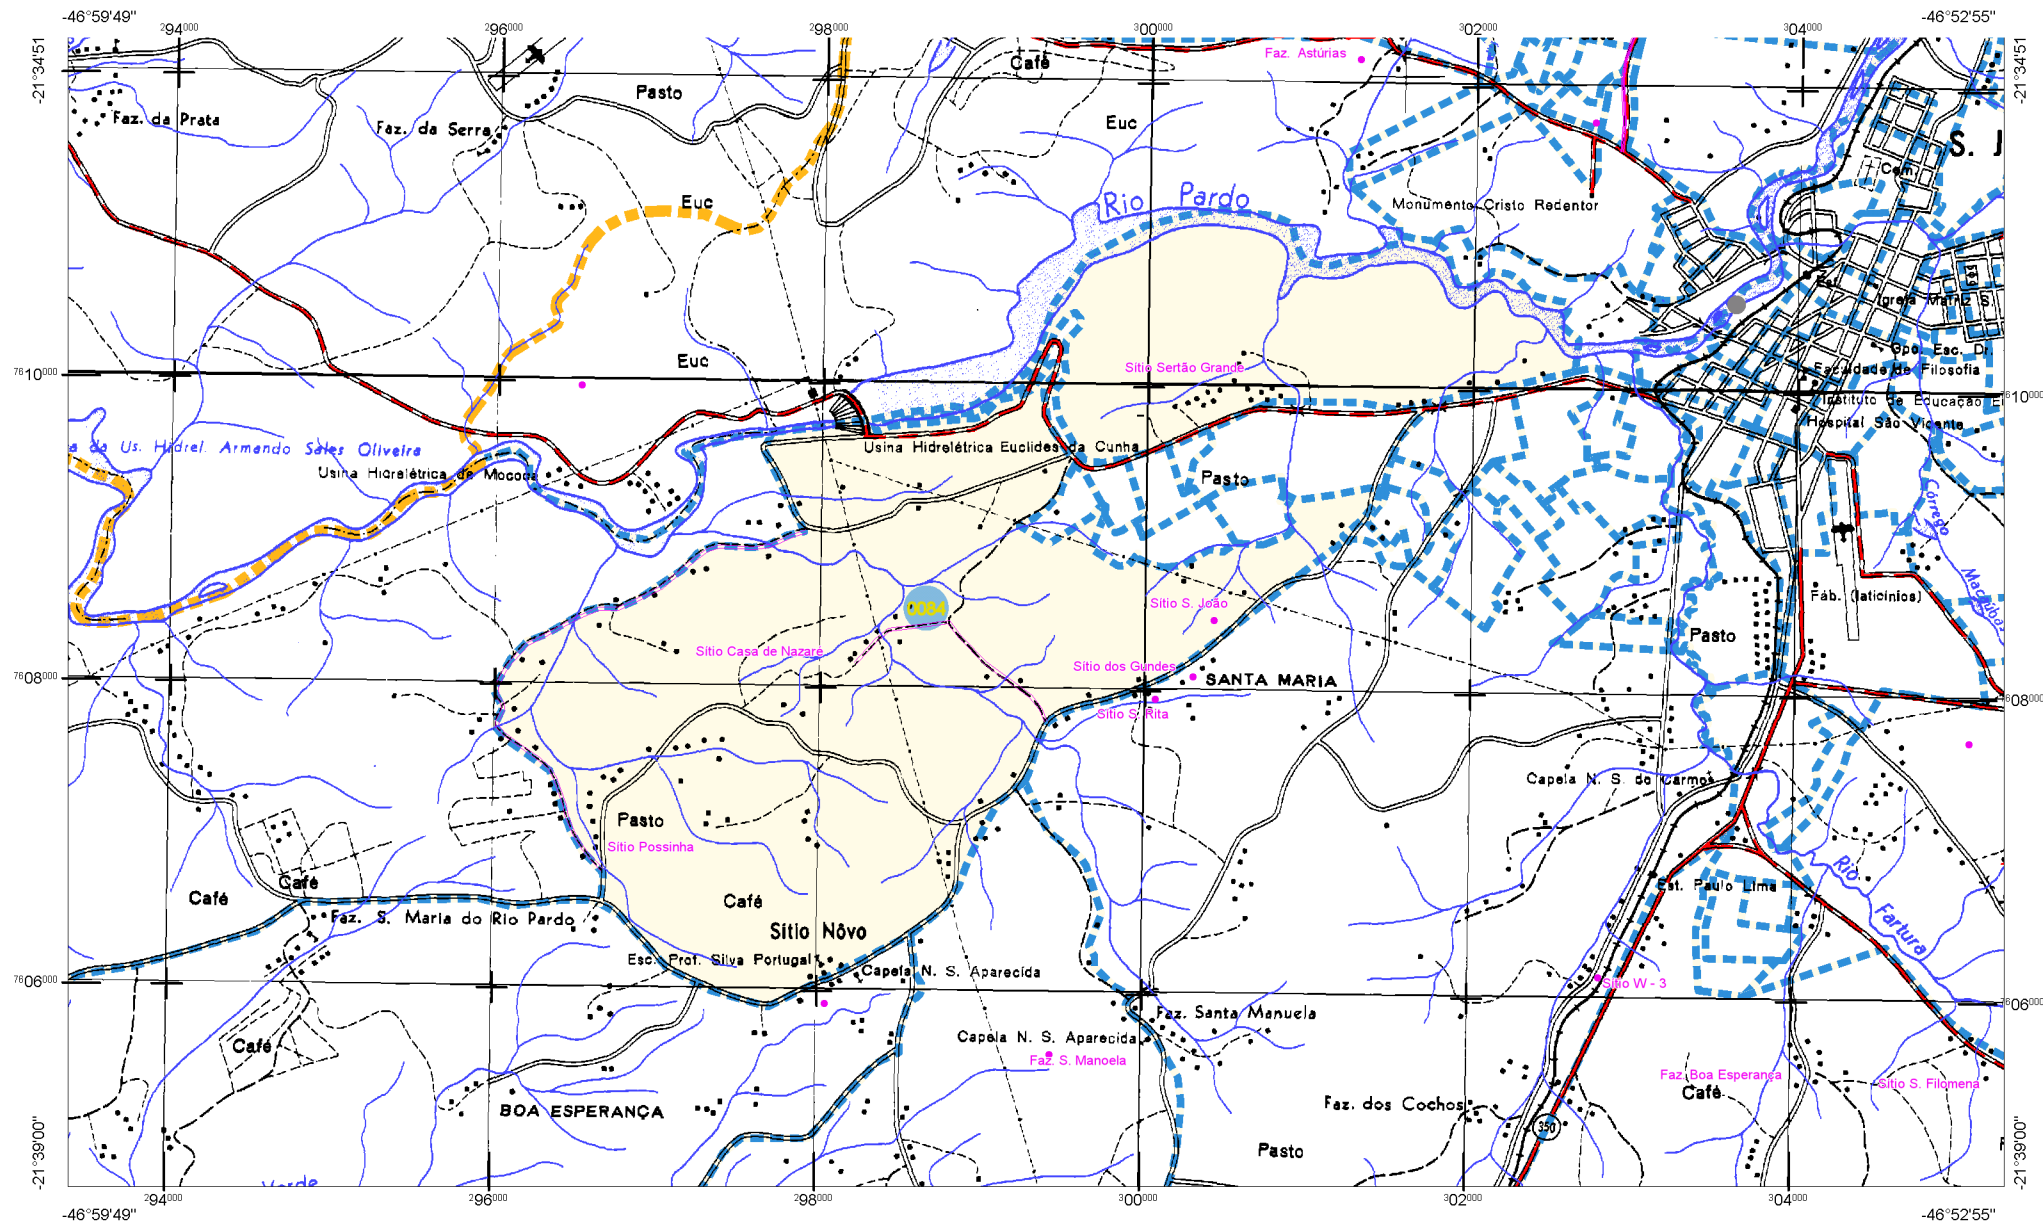 -46°59'49"
-46°52'55"
294000
296000
298000
300000
302000
304000
-21°34'51
-21°34'51
Faz. Astúrias
Café
Pasto
Faz. da Prata
Faz. da Serra
Euc
S. J
Cem.
Euc
Rio Pardo
Monumento Cristo Redentor
Est.
Igreja Matriz S.
Euc
Gpo. Esc. Dr.
Sítio Sertão Grande
Faculdade de Filosofia
7610000
7610000
Instituto de Educação E
Hospital São Vicente
a da Us. Hidrel. Armando Sales Oliveira
Usina Hidrelétrica Euclides da Cunha
Usina Hidrelétrica de Mococa
Pasto
Córrego
Macaúbas
0084
Sítio S. João
Fáb. (laticínios)
Pasto
Sítio Casa de Nazaré
Sítio dos Gundes
SANTA MARIA
7608000
7608000
Sítio S. Rita
Capela N. S. do Carmo
Pasto
Sítio Possinha
Rio
Fartura
Café
Café
Café
Est. Paulo Lima
Faz. S. Maria do Rio Pardo
Sítio Nôvo
Esc. Prof. Silva Portugal
Capela N. S. Aparecida
7606000
7606000
Sítio W - 3
Faz. Santa Manuela
Café
Capela N. S. Aparecida
Faz. S. Manoela
Faz. Boa Esperança
Café
Sítio S. Filomena
BOA ESPERANÇA
Faz. dos Cochos
350
Pasto
-21°39'00"
-21°39'00"
Verde
294000
296000
298000
300000
302000
304000
-46°59'49"
-46°52'55"